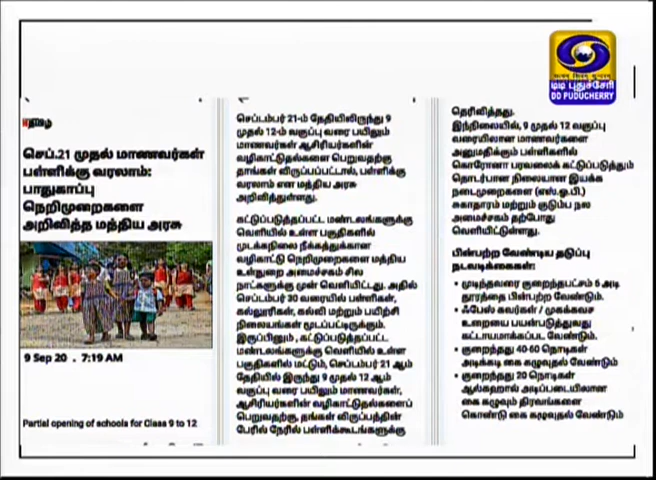 டிடி புதுச்சேரி
DD PUDUCHERRY
செப்.21 முதல் மாணவர்கள்
பள்ளிக்கு வரலாம்:
பாதுகாப்பு
நெறிமுறைகளை
அறிவித்த மத்திய அரசு
9 Sep 20 . 7:19 AM
Partial opening of schools for Class 9 to 12
செப்டம்பர் 21-ம் தேதியிலிருந்து 9
முதல் 12-ம் வகுப்பு வரை பயிலும்
மாணவர்கள் ஆசிரியர்களின்
வழிகாட்டுதல்களை பெறுவதற்கு
தாங்கள் விருப்பப்பட்டால், பள்ளிக்கு
வரலாம் என மத்திய அரசு
அறிவித்துள்ளது.
கட்டுப்படுத்தப்பட்ட மண்டலங்களுக்கு
வெளியில் உள்ள பகுதிகளில்
முடக்கநிலை நீக்கத்துக்கான
வழிகாட்டு நெறிமுறைகளை மத்திய
உள்துறை அமைச்சகம் சில
நாட்களுக்கு முன் வெளியிட்டது. அதில்
செப்டம்பர் 30 வரையில் பள்ளிகள்,
கல்லூரிகள், கல்வி மற்றும் பயிற்சி
நிலையங்கள் மூடப்பட்டிருக்கும்.
இருப்பினும், கட்டுப்படுத்தப்பட்ட
மண்டலங்களுக்கு வெளியில் உள்ள
பகுதிகளில் மட்டும், செப்டம்பர் 21 ஆம்
தேதியில் இருந்து 9 முதல் 12 ஆம்
வகுப்பு வரை பயிலும் மாணவர்கள்,
ஆசிரியர்களின் வழிகாட்டுதல்களைப்
பெறுவதற்கு, தங்கள் விருப்பத்தின்
பேரில் நேரில் பள்ளிக்கூடங்களுக்கு
தெரிவித்தது.
இந்நிலையில், 9 முதல் 12 வகுப்பு
வரையிலான மாணவர்களை
அனுமதிக்கும் பள்ளிகளில்
கொரோனா பரவலைக் கட்டுப்படுத்தும்
தொடர்பான நிலையான இயக்க
நடைமுறைகளை (எஸ்.ஓ.பி)
சுகாதாரம் மற்றும் குடும்ப நல
அமைச்சகம் தற்போது
வெளியிட்டுள்ளது.
பின்பற்ற வேண்டிய தடுப்பு
நடவடிக்கைகள்:
• முடிந்தவரை குறைந்தபட்சம் 6 அடி
தூரத்தை பின்பற்ற வேண்டும்.
• ஃபேஸ் கவர்கள் / முகக்கவச
உறையை பயன்படுத்துவது
கட்டாயமாக்கப்பட வேண்டும்.
• குறைந்தது 40-60 நொடிகள்
அடிக்கடி கை கழுவுதல் வேண்டும்
• குறைந்தது 20 நொடிகள்
ஆல்கஹால் அடிப்படையிலான
கை கழுவும் திரவங்களை
கொண்டு கை கழுவுதல் வேண்டும்